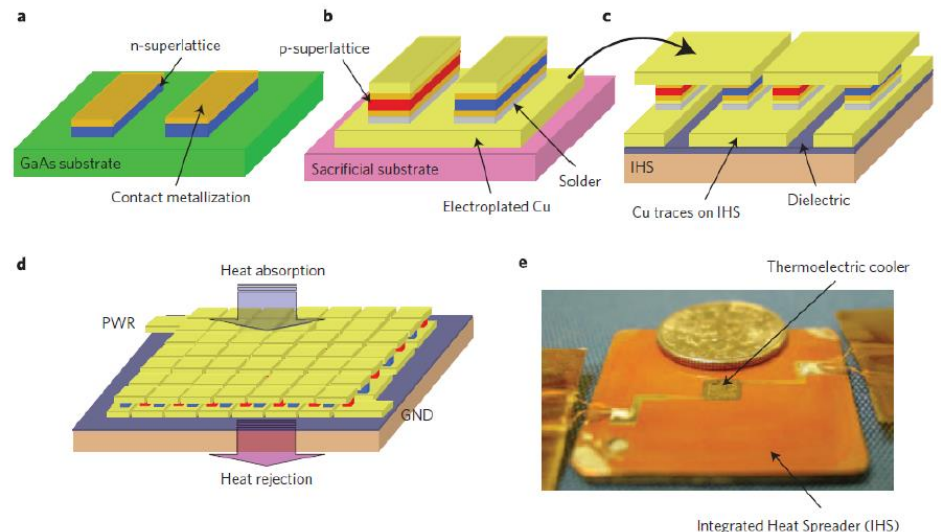 a
n-superlattice
GaAs substrate
Contact metallization
b
p-superlattice
Sacrificial substrate
Solder
Electroplated Cu
c
IHS
Dielectric
Cu traces on IHS
d
Heat absorption
PWR
GND
Heat rejection
e
Thermoelectric cooler
Integrated Heat Spreader (IHS)